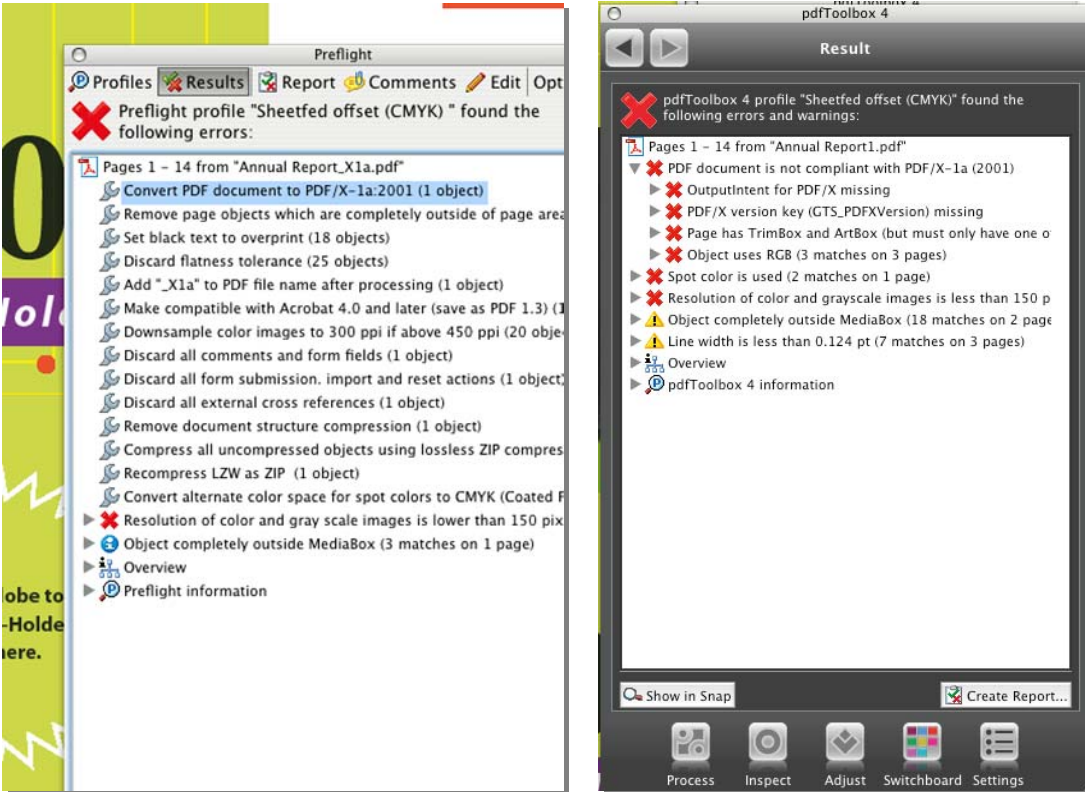 Preflight
Profiles Results Report Comments Edit Opt
Preflight profile "Sheetfed offset (CMYK) " found the
following errors:
Pages 1 - 14 from "Annual Report_X1a.pdf"
Convert PDF document to PDF/X-1a:2001 (1 object)
Remove page objects which are completely outside of page area
Set black text to overprint (18 objects)
Discard flatness tolerance (25 objects)
Add "_X1a" to PDF file name after processing (1 object)
Make compatible with Acrobat 4.0 and later (save as PDF 1.3) (1
Downsample color images to 300 ppi if above 450 ppi (20 obje
Discard all comments and form fields (1 object)
Discard all form submission. import and reset actions (1 object)
Discard all external cross references (1 object)
Remove document structure compression (1 object)
Compress all uncompressed objects using lossless ZIP compres
Recompress LZW as ZIP (1 object)
Convert alternate color space for spot colors to CMYK (Coated F
Resolution of color and gray scale images is lower than 150 pix
Object completely outside MediaBox (3 matches on 1 page)
Overview
Preflight information
obe to
-Holde
here.
pdfToolbox 4
Result
pdfToolbox 4 profile "Sheetfed offset (CMYK)" found the
following errors and warnings:
Pages 1 - 14 from "Annual Report1.pdf"
PDF document is not compliant with PDF/X-1a (2001)
OutputIntent for PDF/X missing
PDF/X version key (GTS_PDFXVersion) missing
Page has TrimBox and ArtBox (but must only have one o
Object uses RGB (3 matches on 3 pages)
Spot color is used (2 matches on 1 page)
Resolution of color and grayscale images is less than 150 p
Object completely outside MediaBox (18 matches on 2 page
Line width is less than 0.124 pt (7 matches on 3 pages)
Overview
pdfToolbox 4 information
Show in Snap
Create Report...
Process Inspect Adjust Switchboard Settings